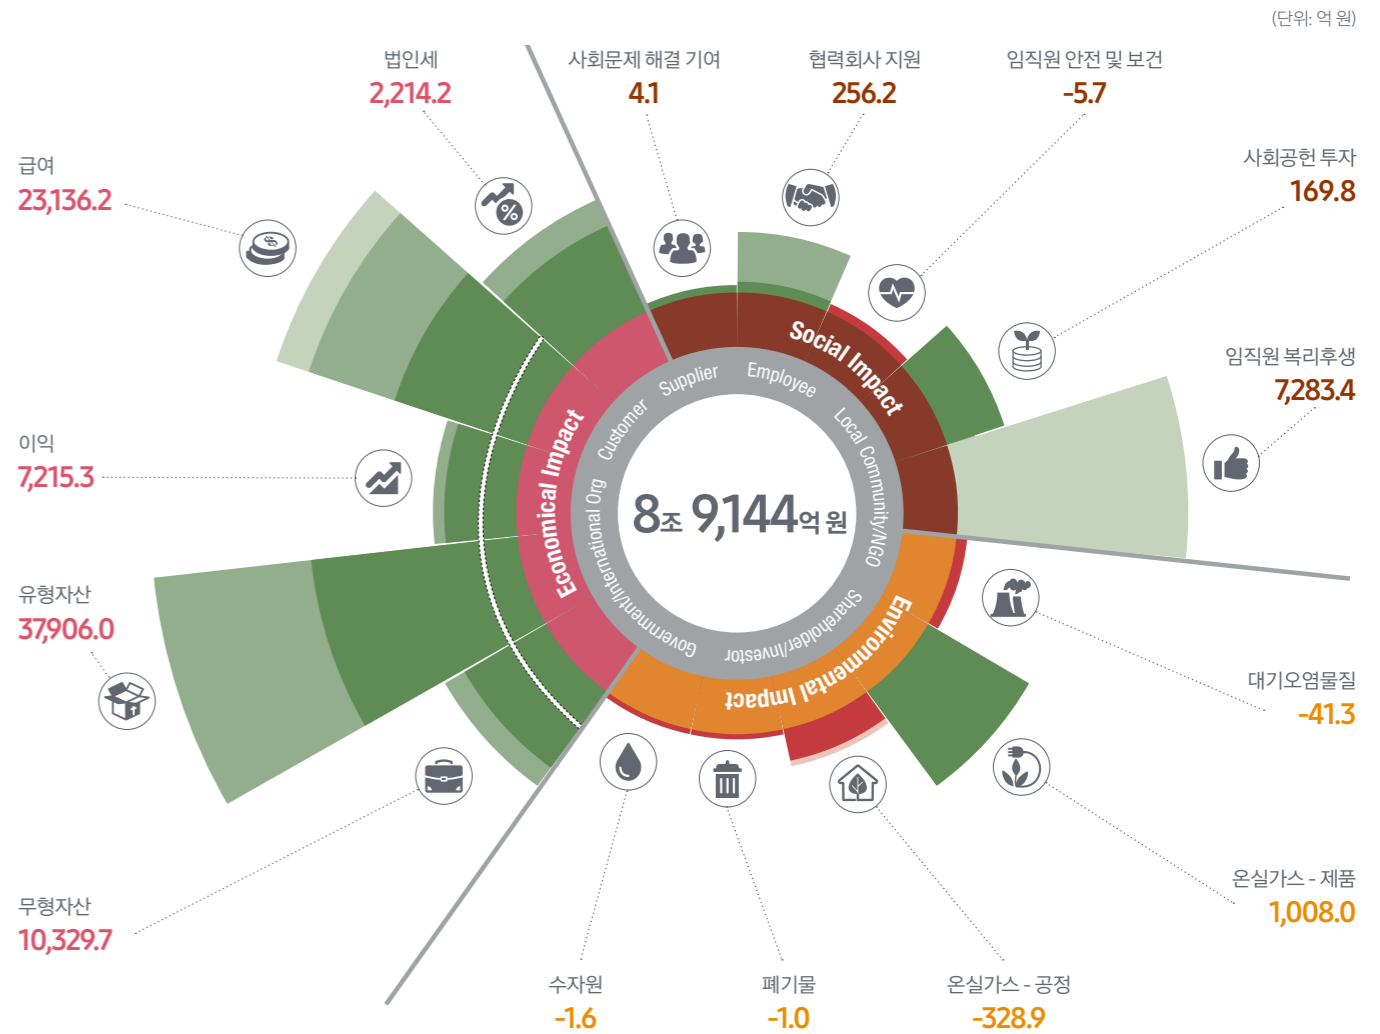 (단위: 억 원)
법인세
2,214.2
사회문제 해결 기여
4.1
협력회사 지원
256.2
임직원 안전 및 보건
-5.7
사회공헌 투자
169.8
급여
23,136.2
임직원 복리후생
7,283.4
이익
7,215.3
유형자산
37,906.0
무형자산
10,329.7
대기오염물질
-41.3
온실가스 - 제품
1,008.0
수자원
-1.6
폐기물
-1.0
온실가스 - 공정
-328.9
Social Impact
Economical Impact
Environmental Impact
Supplier
Employee
Local Community/NGO
Shareholder/Investor
Government/International Org
Customer
8조 9,144억 원
%
$